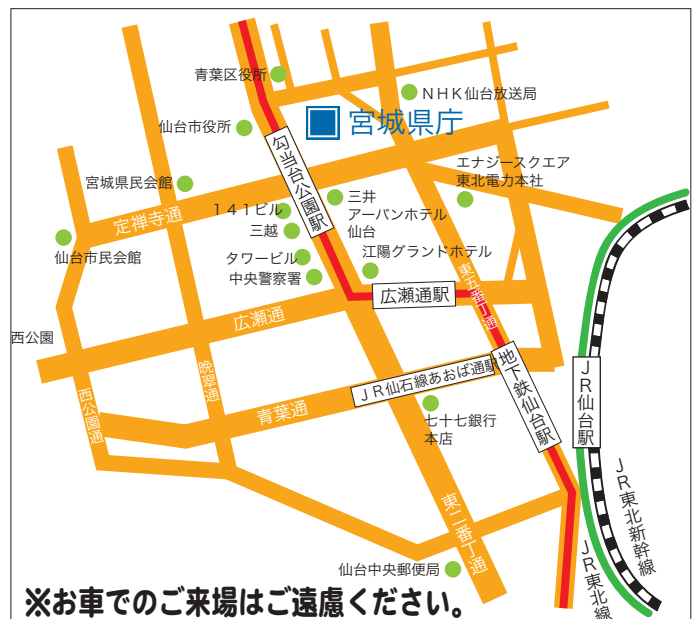 青葉区役所
NHK仙台放送局
仙台市役所
宮城県庁
勾当台公園駅
エナジースクエア
東北電力本社
宮城県民会館
定禅寺通
141ビル
三越
三井
アーバンホテル
仙台
仙台市民会館
タワービル
中央警察署
江陽グランドホテル
東五番丁通
広瀬通駅
広瀬通
西公園
晩翠通
西公園通
青葉通
JR仙石線あおば通駅
地下鉄仙台駅
JR仙台駅
七十七銀行
本店
東二番丁通
JR東北新幹線
JR東北線
仙台中央郵便局
※お車でのご来場はご遠慮ください。